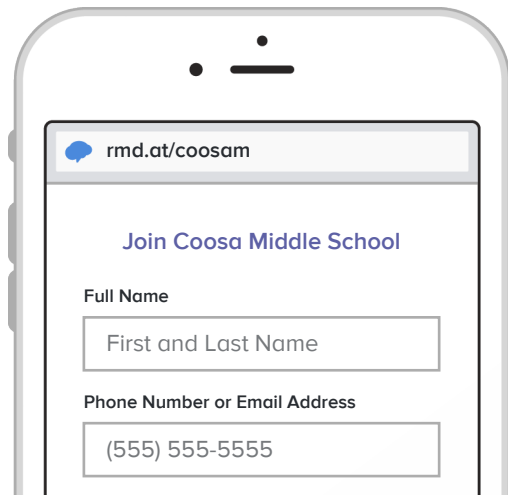 rmd.at/coosam
Join Coosa Middle School
Full Name
First and Last Name
Phone Number or Email Address
(555) 555-5555